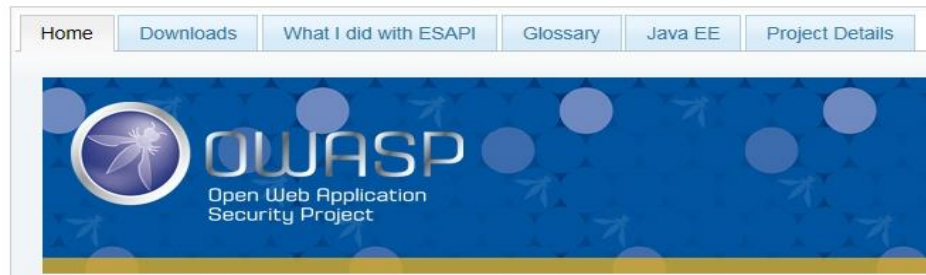 Home Downloads What I did with ESAPI Glossary Java EE Project Details
OWASP
Open Web Application
Security Project